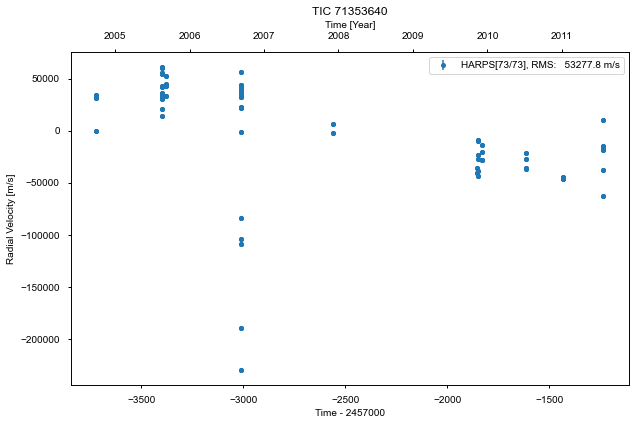 TIC 71353640
Time [Year]
2005 2006 2007 2008 2009 2010 2011
HARPS[73/73], RMS: 53277.8 m/s
Radial Velocity [m/s]
50000
0
−50000
−100000
−150000
−200000
−3500 −3000 −2500 −2000 −1500
Time - 2457000